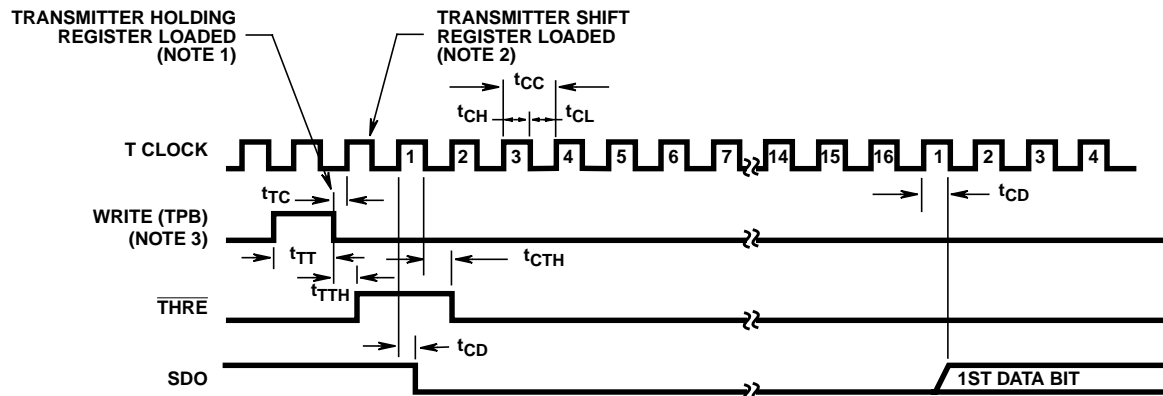 TRANSMITTER HOLDING
REGISTER LOADED
(NOTE 1)
TRANSMITTER SHIFT
REGISTER LOADED
(NOTE 2)
tCC
tCH
tCL
T CLOCK
1 2 3 4 5 6 7 14 15 16 1 2 3 4
tTC
tCD
WRITE (TPB)
(NOTE 3)
tTT
tCTH
tTTH
THRE
tCD
SDO
1ST DATA BIT